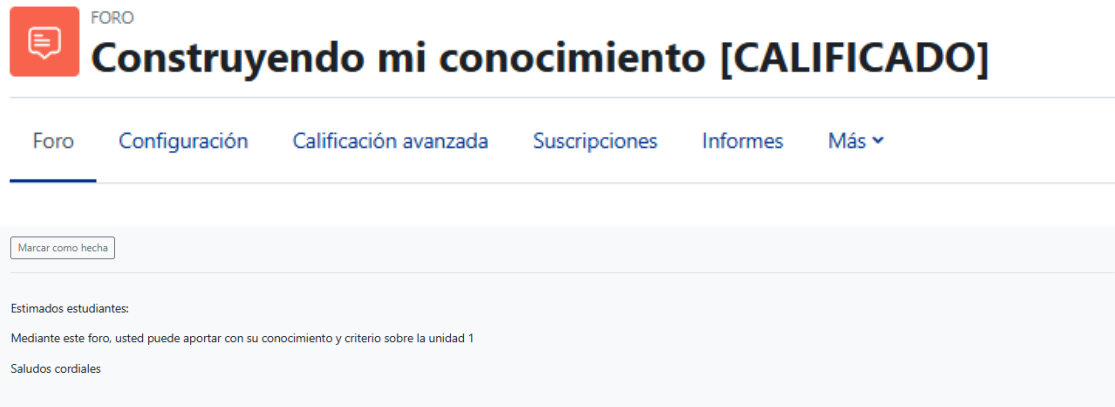 FORO
Construyendo mi conocimiento [CALIFICADO]
Foro Configuración Calificación avanzada Suscripciones Informes Más
Marcar como hecha
Estimados estudiantes:
Mediante este foro, usted puede aportar con su conocimiento y criterio sobre la unidad 1
Saludos cordiales